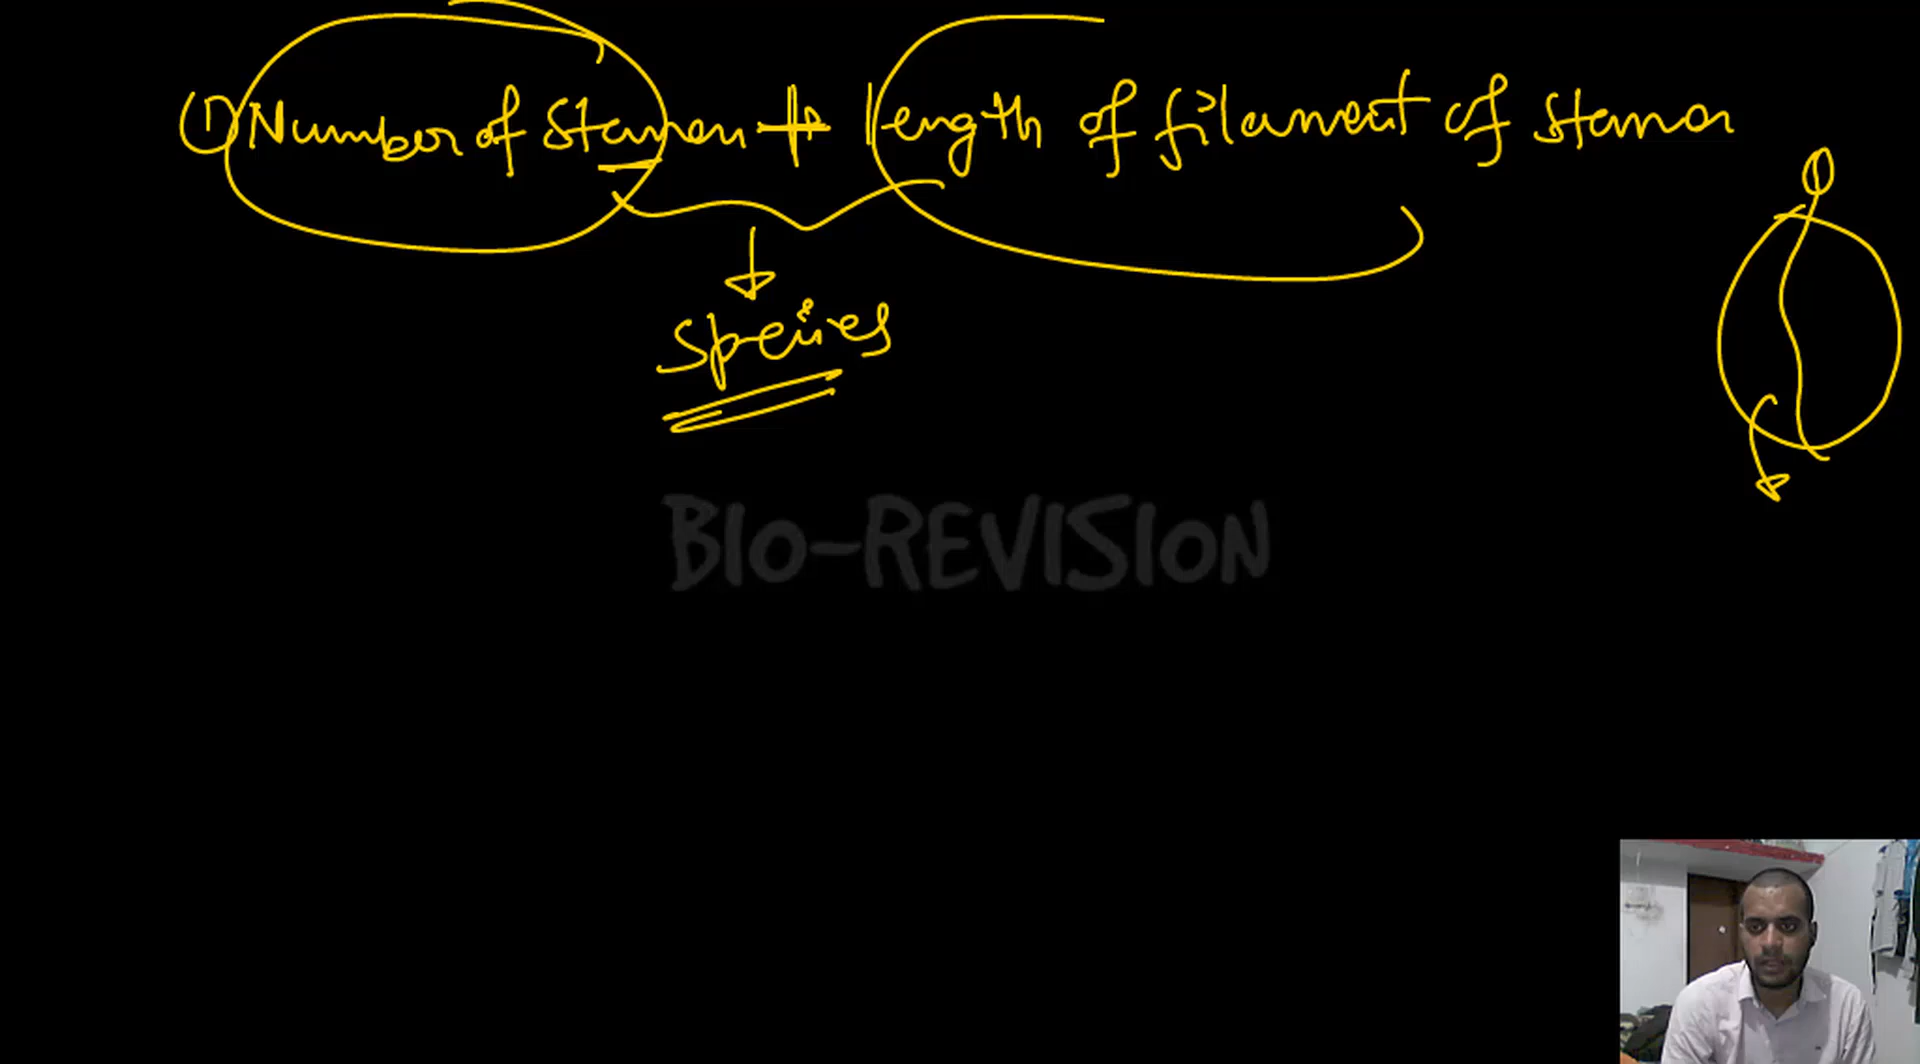 ① Number of Stamen + length of filament of stamen
Species
BIO-REVISION